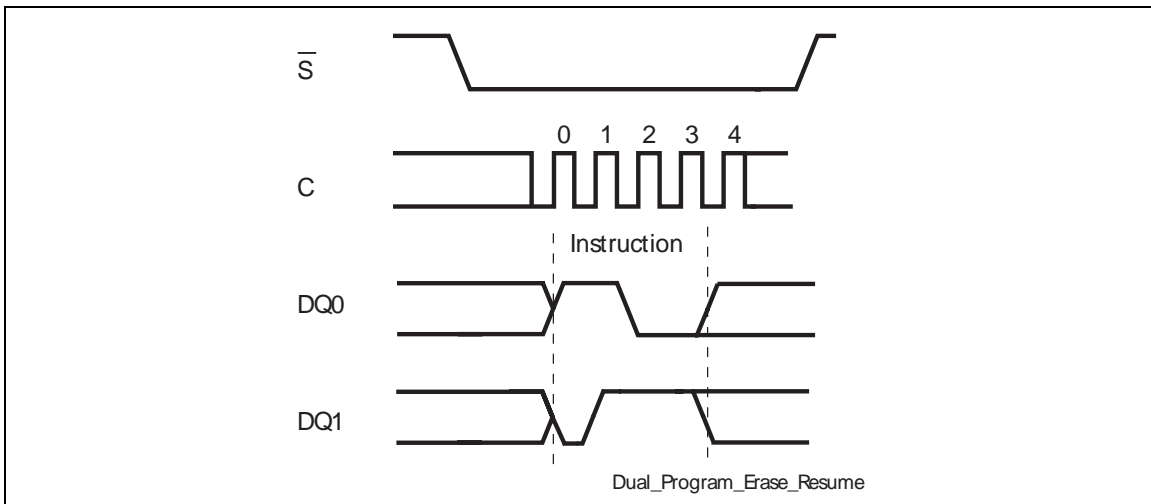 S̅
0 1 2 3 4
C
Instruction
DQ0
DQ1
Dual_Program_Erase_Resume